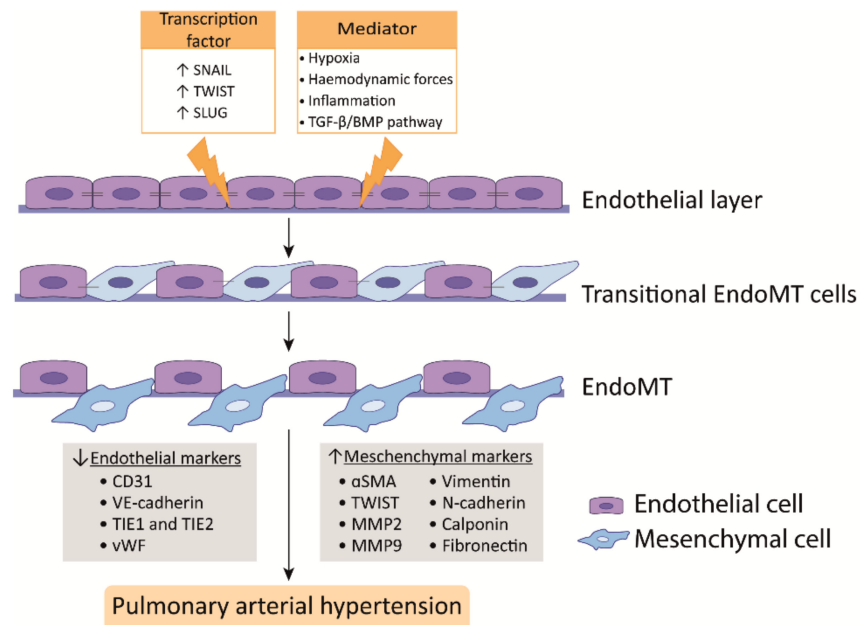 Transcription
factor
↑ SNAIL
↑ TWIST
↑ SLUG
Mediator
• Hypoxia
• Haemodynamic forces
• Inflammation
• TGF-β/BMP pathway
Endothelial layer
Transitional EndoMT cells
EndoMT
↓Endothelial markers
• CD31
• VE-cadherin
• TIE1 and TIE2
• vWF
↑Meschenchymal markers
• αSMA
• TWIST
• MMP2
• MMP9
• Vimentin
• N-cadherin
• Calponin
• Fibronectin
Endothelial cell
Mesenchymal cell
Pulmonary arterial hypertension